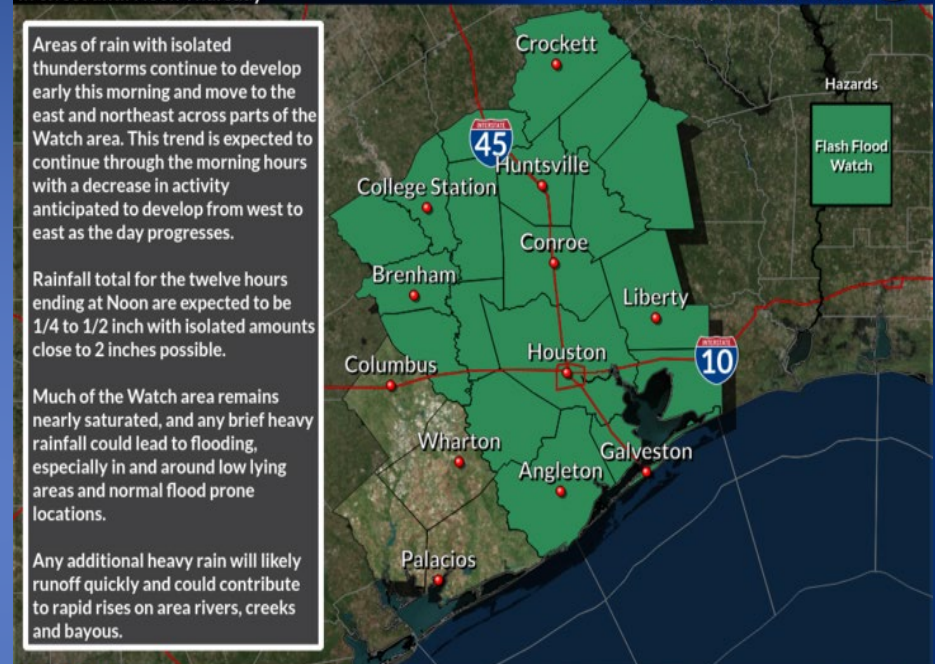 Areas of rain with isolated
thunderstorms continue to develop
early this morning and move to the
east and northeast across parts of the
Watch area. This trend is expected to
continue through the morning hours
with a decrease in activity
anticipated to develop from west to
east as the day progresses.
Rainfall total for the twelve hours
ending at Noon are expected to be
1/4 to 1/2 inch with isolated amounts
close to 2 inches possible.
Much of the Watch area remains
nearly saturated, and any brief heavy
rainfall could lead to flooding,
especially in and around low lying
areas and normal flood prone
locations.
Any additional heavy rain will likely
runoff quickly and could contribute
to rapid rises on area rivers, creeks
and bayous.
Crockett
INTERSTATE
45
Huntsville
College Station
Conroe
Brenham
Liberty
Houston
INTERSTATE
10
Columbus
Wharton
Galveston
Angleton
Palacios
Hazards
Flash Flood
Watch